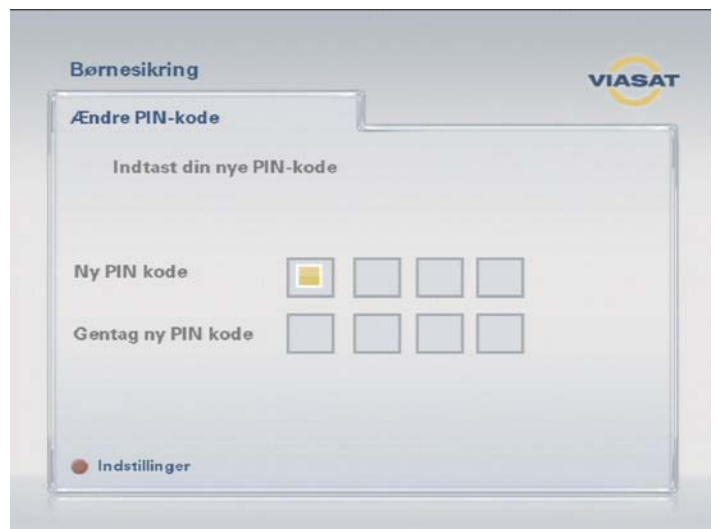 Børnesikring
VIASAT
Ændre PIN-kode
Indtast din nye PIN-kode
Ny PIN kode
Gentag ny PIN kode
Indstillinger